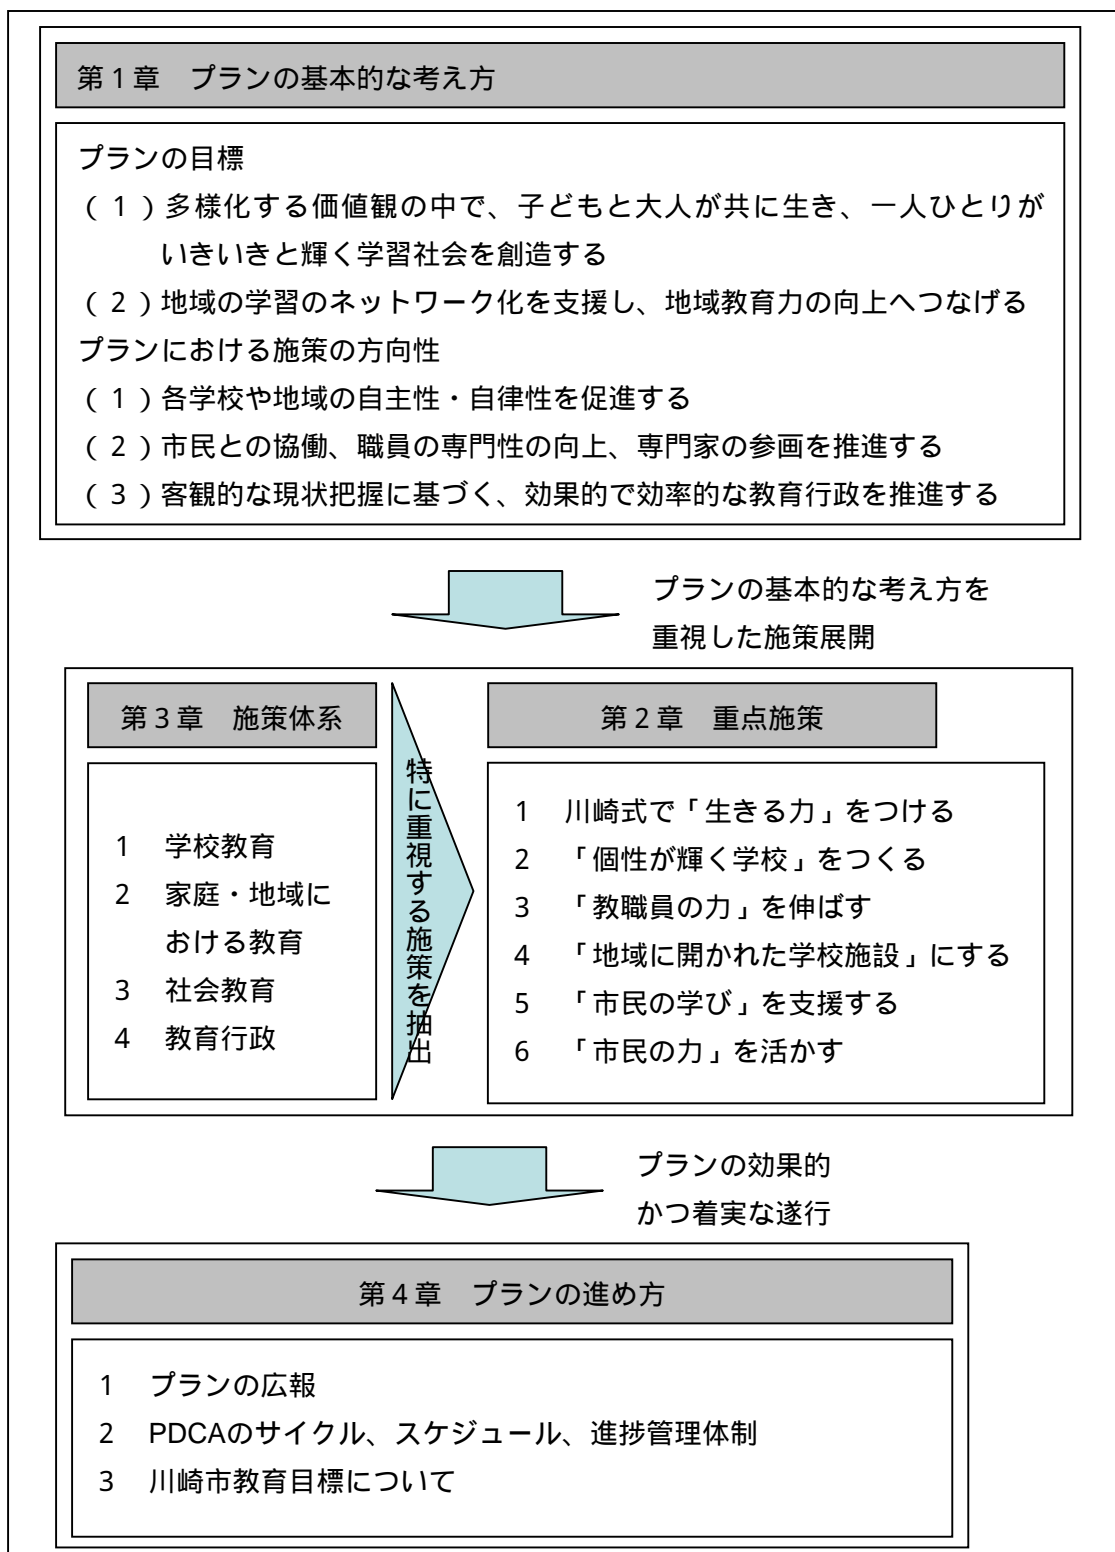 第1章　プランの基本的な考え方
プランの目標
(1)多様化する価値観の中で、子どもと大人が共に生き、一人ひとりが
いきいきと輝く学習社会を創造する
(2)地域の学習のネットワーク化を支援し、地域教育力の向上へつなげる
プランにおける施策の方向性
(1)各学校や地域の自主性・自律性を促進する
(2)市民との協働、職員の専門性の向上、専門家の参画を推進する
(3)客観的な現状把握に基づく、効果的で効率的な教育行政を推進する
プランの基本的な考え方を
重視した施策展開
第3章　施策体系
1　学校教育
2　家庭・地域に
おける教育
3　社会教育
4　教育行政
特に重視する施策を抽出
第2章　重点施策
1　川崎式で「生きる力」をつける
2　「個性が輝く学校」をつくる
3　「教職員の力」を伸ばす
4　「地域に開かれた学校施設」にする
5　「市民の学び」を支援する
6　「市民の力」を活かす
プランの効果的
かつ着実な遂行
第4章　プランの進め方
1　プランの広報
2　PDCAのサイクル、スケジュール、進捗管理体制
3　川崎市教育目標について